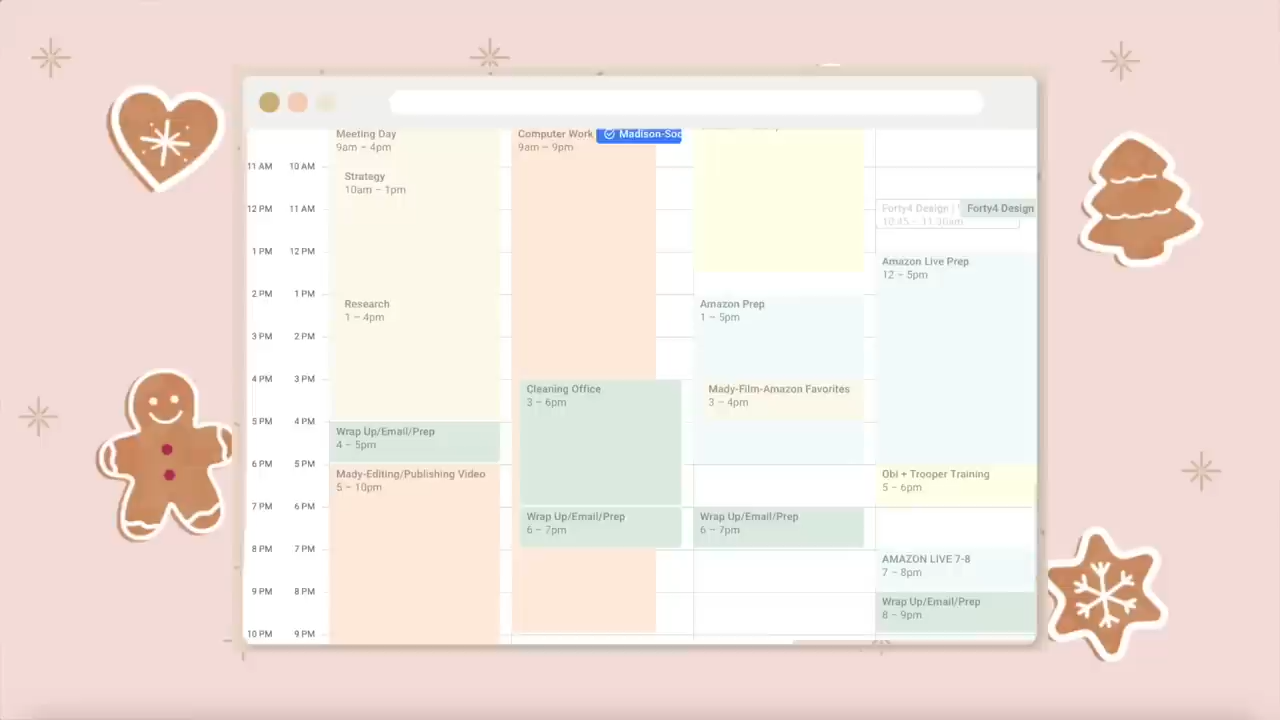 Meeting Day
9am – 4pm
Strategy
10am – 1pm
Research
1 – 4pm
Wrap Up/Email/Prep
4 – 5pm
Mady-Editing/Publishing Video
5 – 10pm
Computer Work
9am – 9pm
Madison-Soc
Cleaning Office
3 – 6pm
Wrap Up/Email/Prep
6 – 7pm
Amazon Prep
1 – 5pm
Mady-Film-Amazon Favorites
3 – 4pm
Wrap Up/Email/Prep
6 – 7pm
Forty4 Design |
10:45 – 11:30am
Forty4 Design
Amazon Live Prep
12 – 5pm
Obi + Trooper Training
5 – 6pm
AMAZON LIVE 7-8
7 – 8pm
Wrap Up/Email/Prep
8 – 9pm
11 AM 10 AM
12 PM 11 AM
1 PM 12 PM
2 PM 1 PM
3 PM 2 PM
4 PM 3 PM
5 PM 4 PM
6 PM 5 PM
7 PM 6 PM
8 PM 7 PM
9 PM 8 PM
10 PM 9 PM